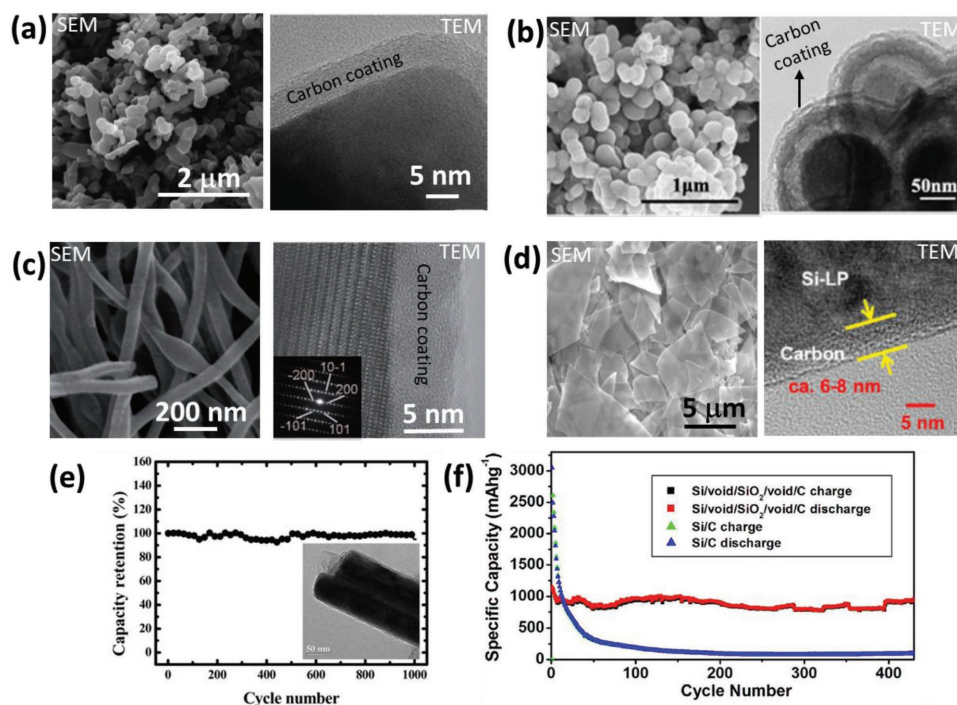 (a)
SEM
2 μm
TEM
Carbon coating
5 nm
(b)
SEM
1μm
Carbon
coating
TEM
50nm
(c)
SEM
200 nm
TEM
Carbon coating
-200
10-1
200
-101
101
5 nm
(d)
SEM
5 μm
TEM
Si-LP
Carbon
ca. 6-8 nm
5 nm
(e)
Capacity retention (%)
160
140
120
100
80
60
40
20
0
50 nm
0 200 400 600 800 1000
Cycle number
(f)
Specific Capacity (mAhg⁻¹)
3000
2500
2000
1500
1000
500
0
Si/void/SiO₂/void/C charge
Si/void/SiO₂/void/C discharge
Si/C charge
Si/C discharge
0 100 200 300 400
Cycle Number